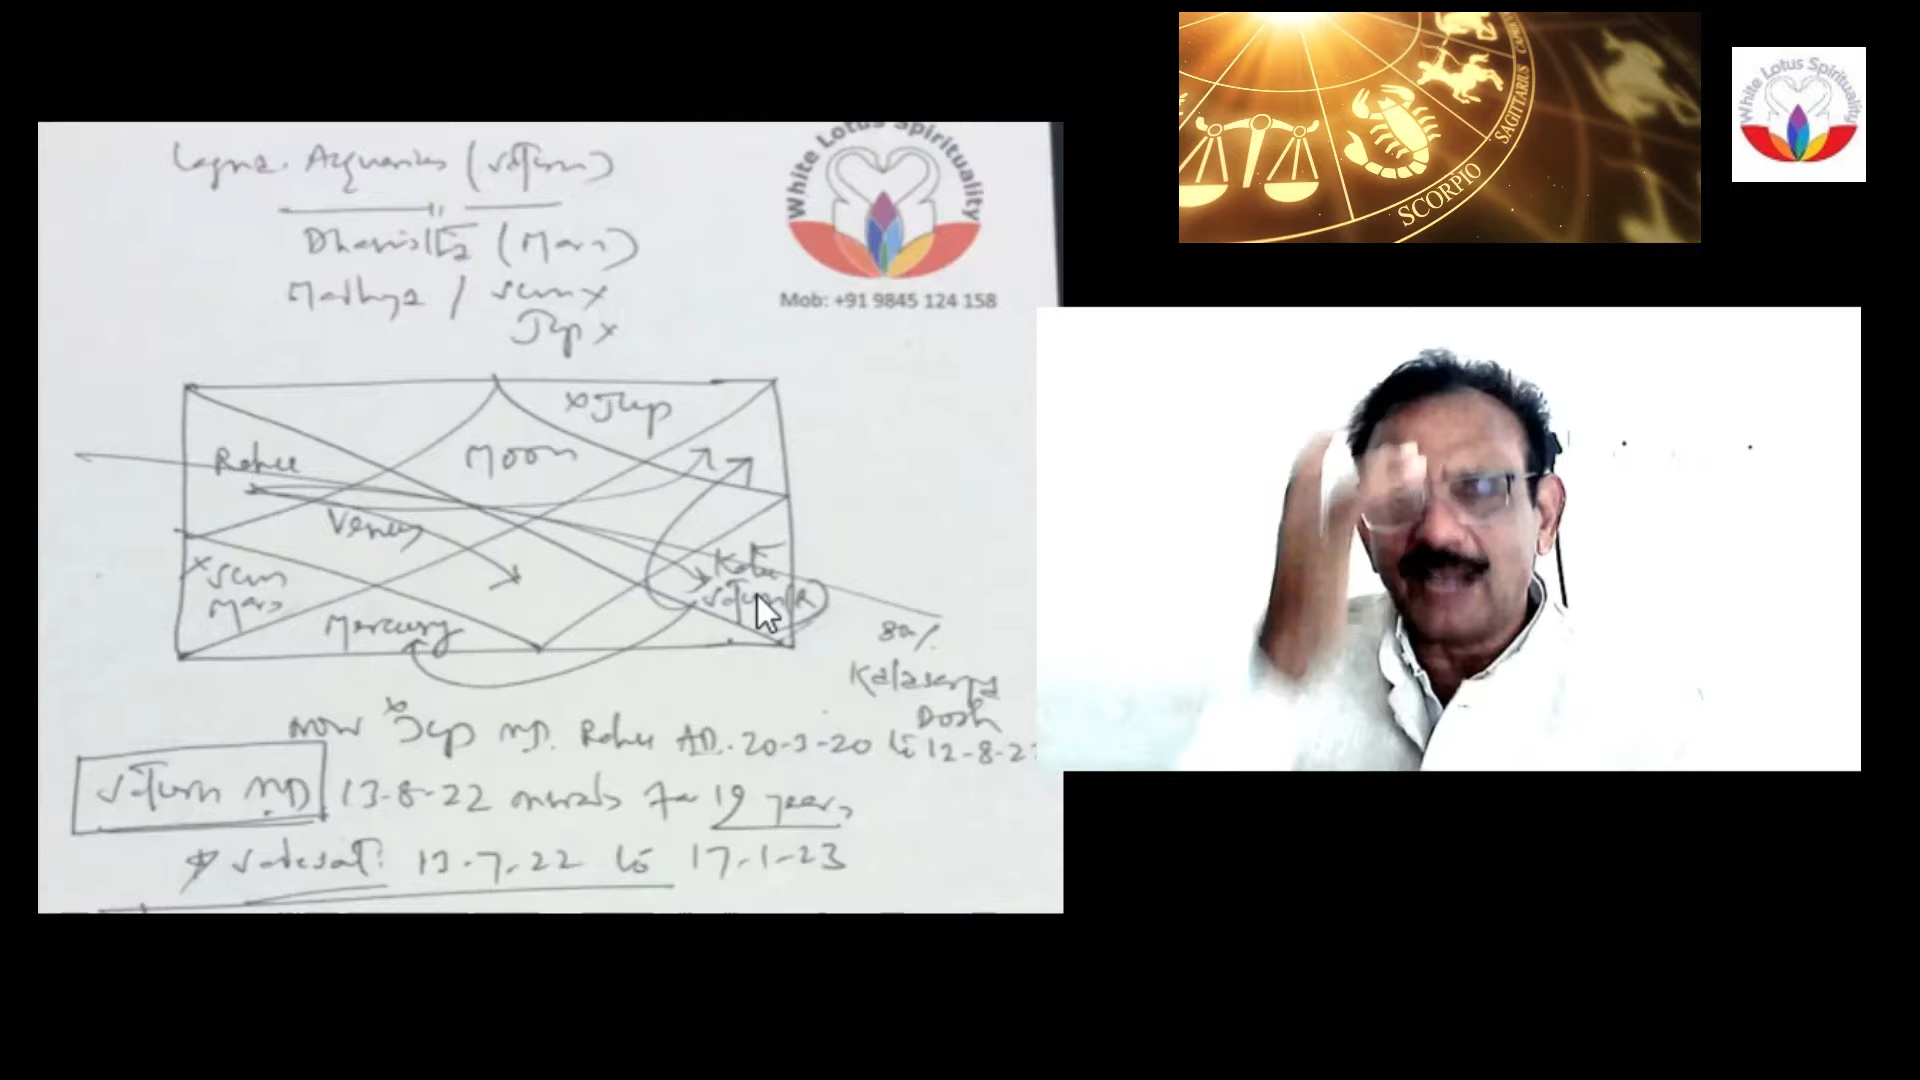 Lagna. Acquarius (Saturn)
Dhanishta (Mars)
Madhya / Sun x
Jup x
White Lotus Spirituality
Mob: +91 9845 124 158
x Jup
Rahu
Moon
Venus
Ketu
x Sun
Saturn (R)
Mars
Mercury
80%
Kalasarpa
Dosh
Now x Jup MD. Rahu AD. 20-3-20 to 12-8-2
Saturn MD 13-8-22 onwards for 19 years
Sadesati: 13.7.22 to 17-1-23
SCORPIO
SAGITTARIUS
White Lotus Spirituality